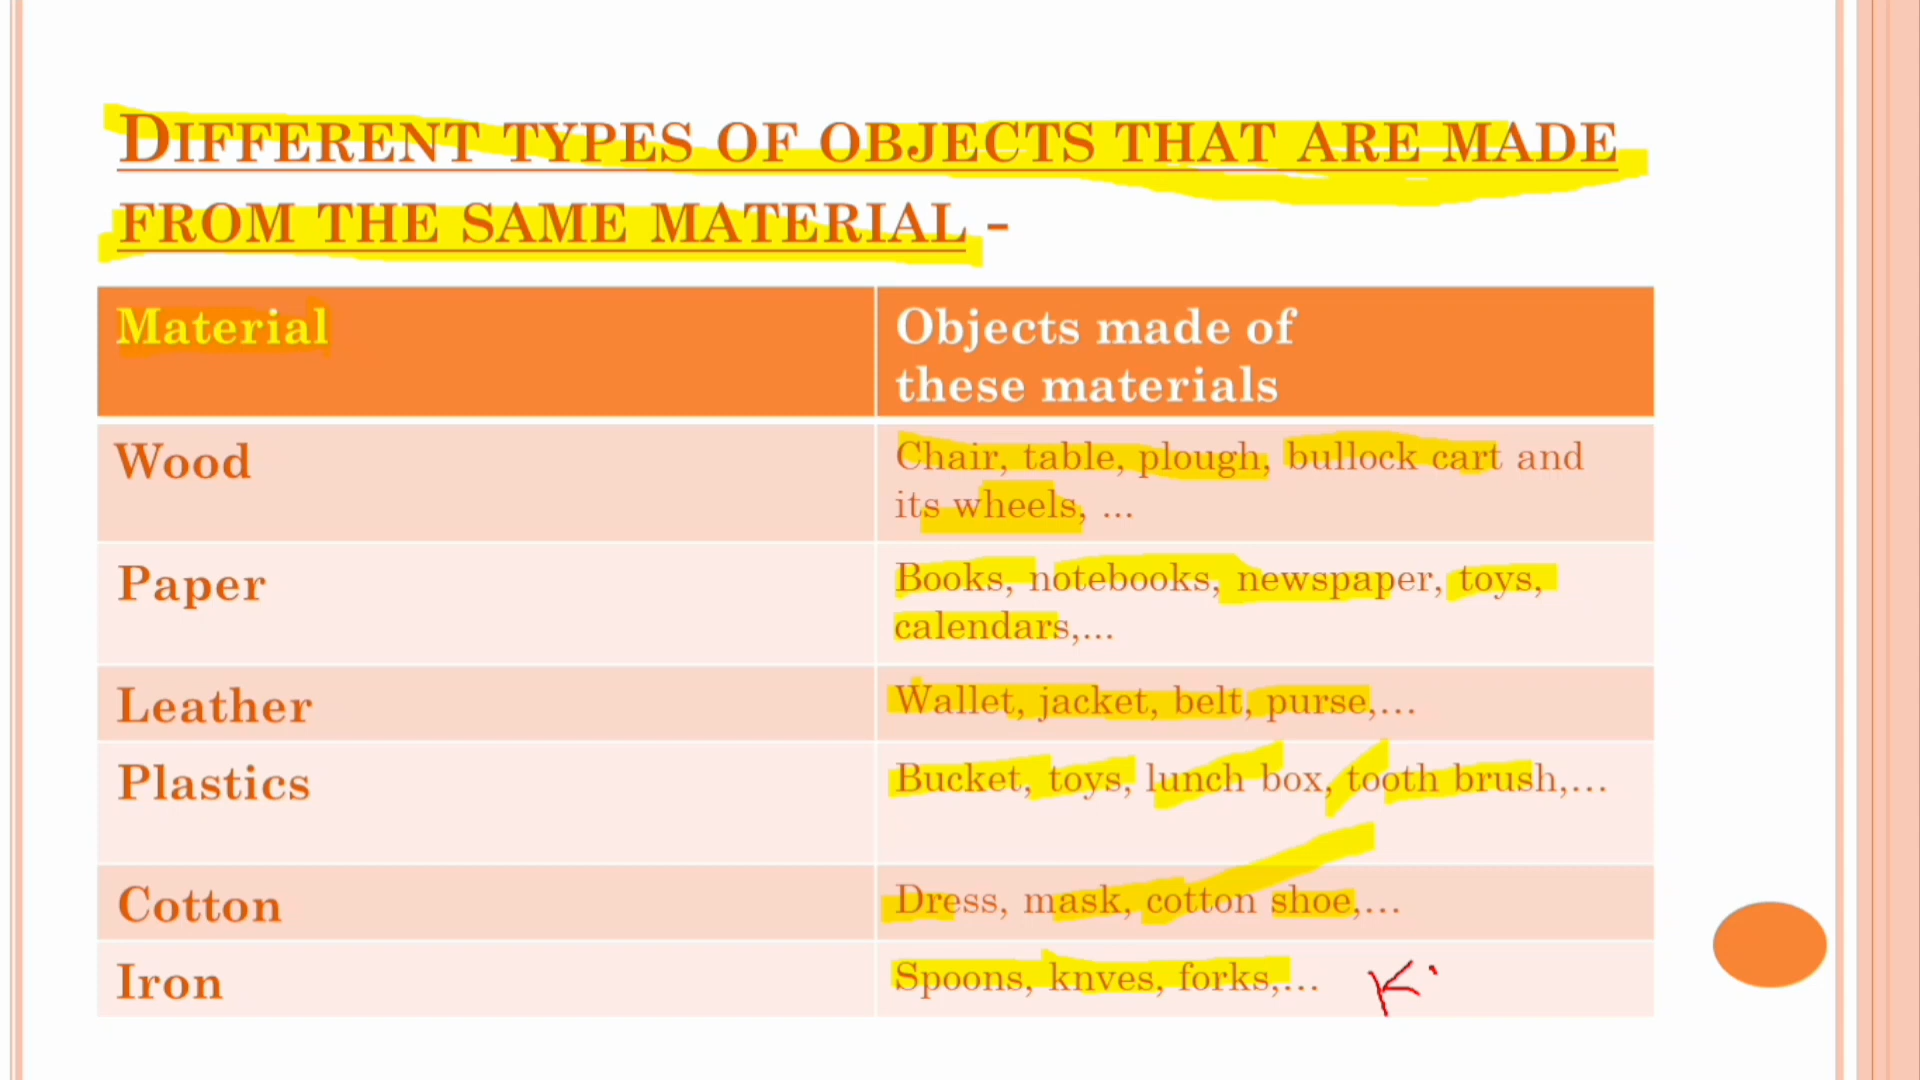 DIFFERENT TYPES OF OBJECTS THAT ARE MADE
FROM THE SAME MATERIAL -
Material
Objects made of
these materials
Wood
Chair, table, plough, bullock cart and
its wheels, ...
Paper
Books, notebooks, newspaper, toys,
calendars,...
Leather
Wallet, jacket, belt, purse,...
Plastics
Bucket, toys, lunch box, tooth brush,...
Cotton
Dress, mask, cotton shoe,...
Iron
Spoons, knves, forks,...
K